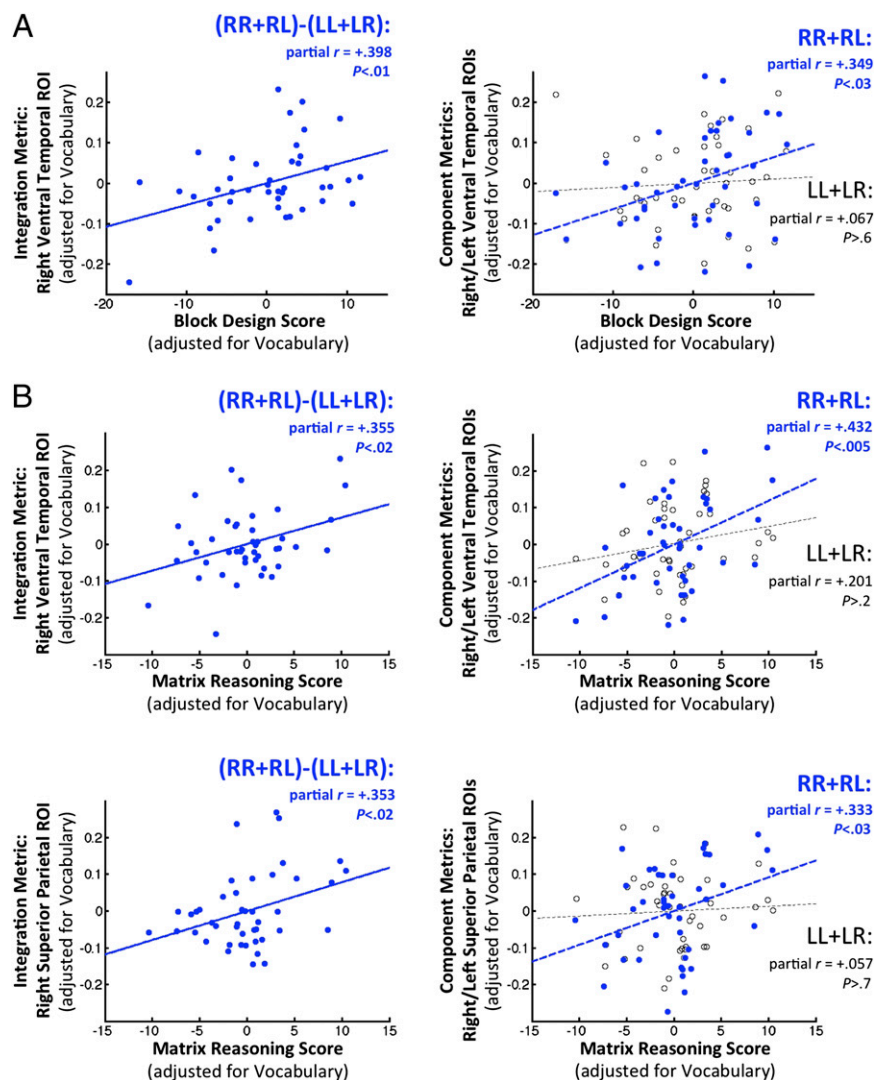 A
(RR+RL)-(LL+LR):
partial r = +.398
P<.01
Integration Metric:
Right Ventral Temporal ROI
(adjusted for Vocabulary)
0.2
0.1
0
-0.1
-0.2
-20
-10
0
10
Block Design Score
(adjusted for Vocabulary)
RR+RL:
partial r = +.349
P<.03
Component Metrics:
Right/Left Ventral Temporal ROIs
(adjusted for Vocabulary)
0.2
0.1
0
-0.1
-0.2
LL+LR:
partial r = +.067
P>.6
-20
-15
-10
-5
0
5
10
15
Block Design Score
(adjusted for Vocabulary)
B
(RR+RL)-(LL+LR):
partial r = +.355
P<.02
Integration Metric:
Right Ventral Temporal ROI
(adjusted for Vocabulary)
0.2
0.1
0
-0.1
-0.2
-15
-10
-5
0
5
10
15
Matrix Reasoning Score
(adjusted for Vocabulary)
RR+RL:
partial r = +.432
P<.005
Component Metrics:
Right/Left Ventral Temporal ROIs
(adjusted for Vocabulary)
0.2
0.1
0
-0.1
-0.2
LL+LR:
partial r = +.201
P>.2
-15
-10
-5
0
5
10
15
Matrix Reasoning Score
(adjusted for Vocabulary)
(RR+RL)-(LL+LR):
partial r = +.353
P<.02
Integration Metric:
Right Superior Parietal ROI
(adjusted for Vocabulary)
0.2
0.1
0
-0.1
-0.2
-15
-10
-5
0
5
10
15
Matrix Reasoning Score
(adjusted for Vocabulary)
RR+RL:
partial r = +.333
P<.03
Component Metrics:
Right/Left Superior Parietal ROIs
(adjusted for Vocabulary)
0.2
0.1
0
-0.1
-0.2
LL+LR:
partial r = +.057
P>.7
-15
-10
-5
0
5
10
15
Matrix Reasoning Score
(adjusted for Vocabulary)